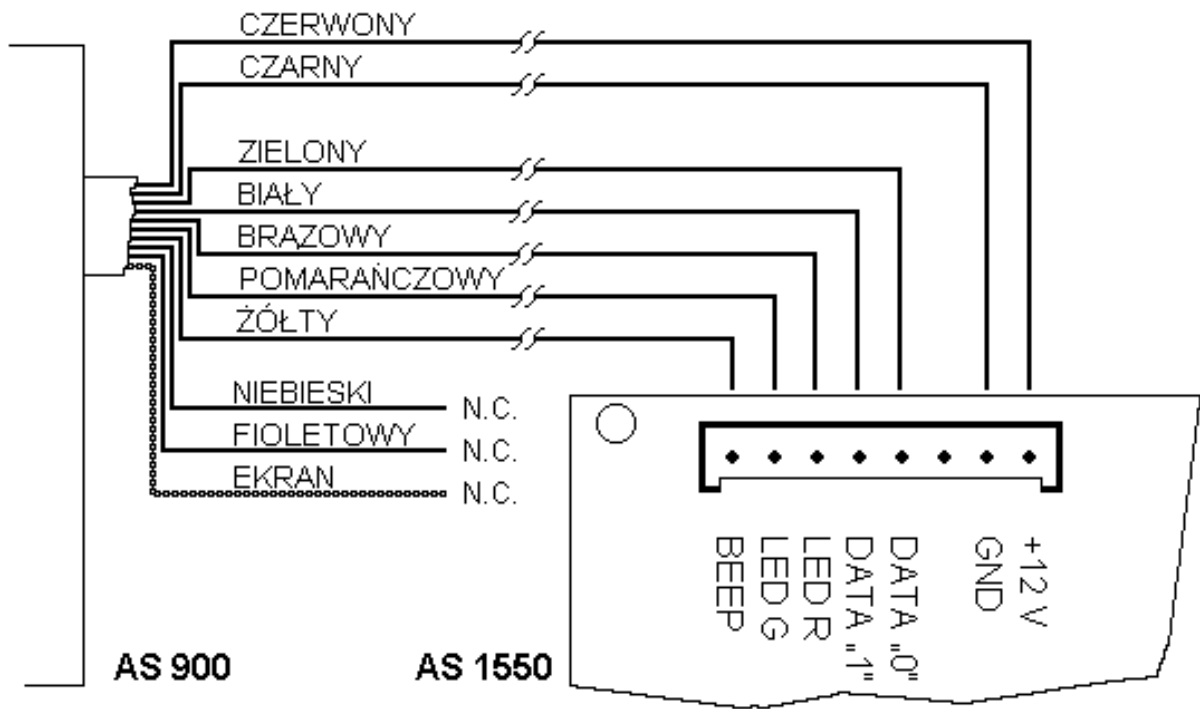 CZERWONY
CZARNY
ZIELONY
BIAŁY
BRĄZOWY
POMARAŃCZOWY
ŻÓŁTY
NIEBIESKI N.C.
FIOLETOWY N.C.
EKRAN N.C.
BEEP
LED G
LED R
DATA „1"
DATA „0"
GND
+12 V
AS 900
AS 1550